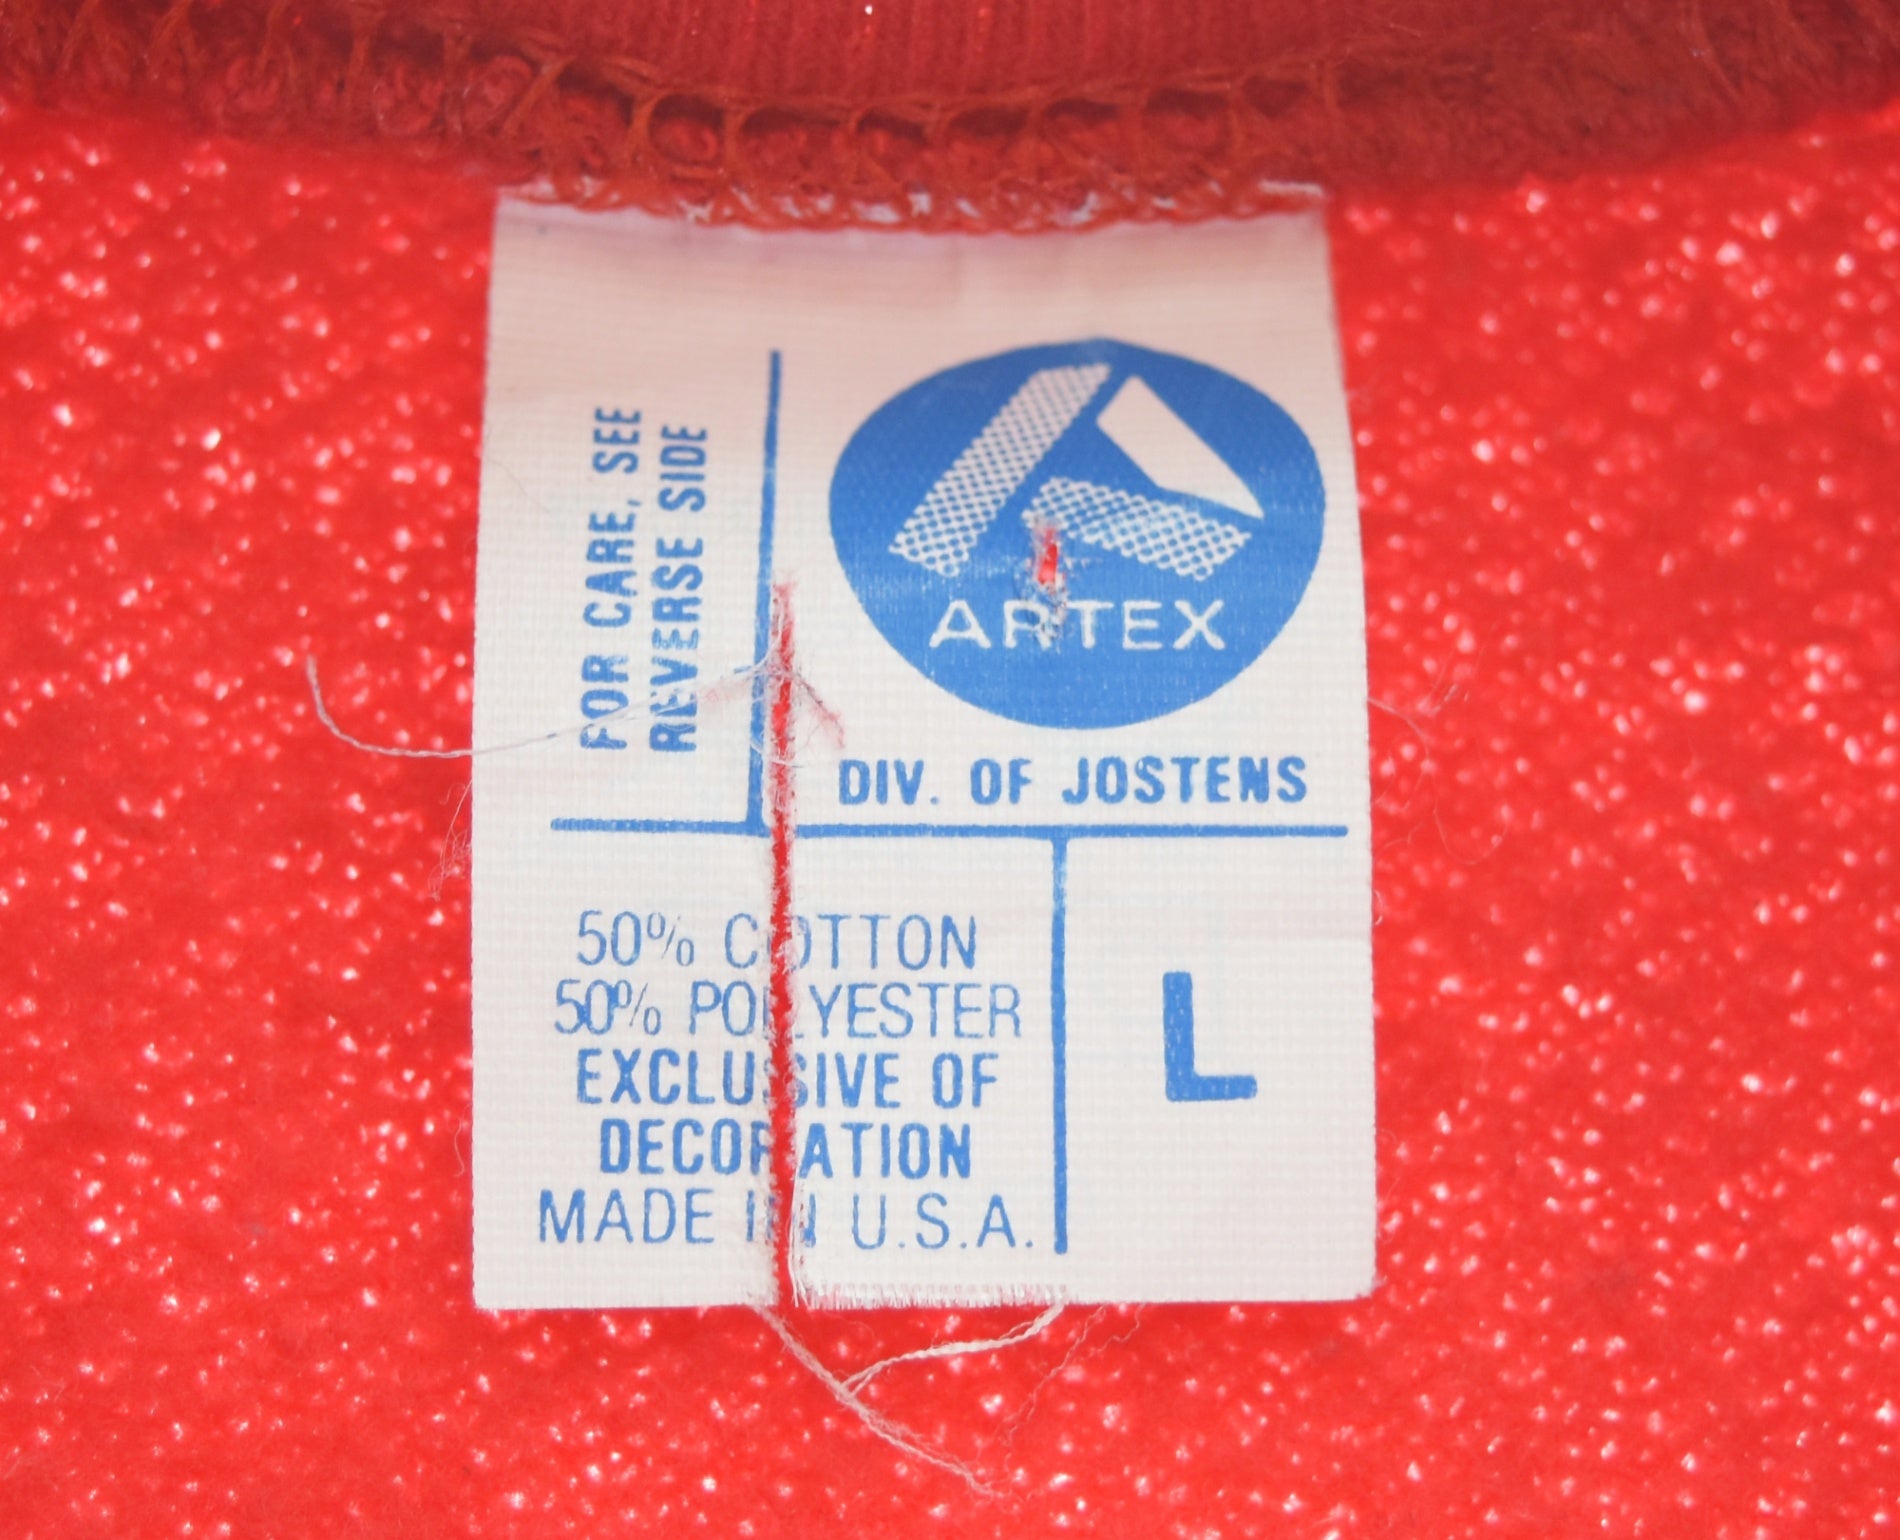 FOR CARE, SEE
REVERSE SIDE
ARTEX
DIV. OF JOSTENS
50% COTTON
50% POLYESTER
EXCLUSIVE OF
DECORATION
MADE IN U.S.A.
L